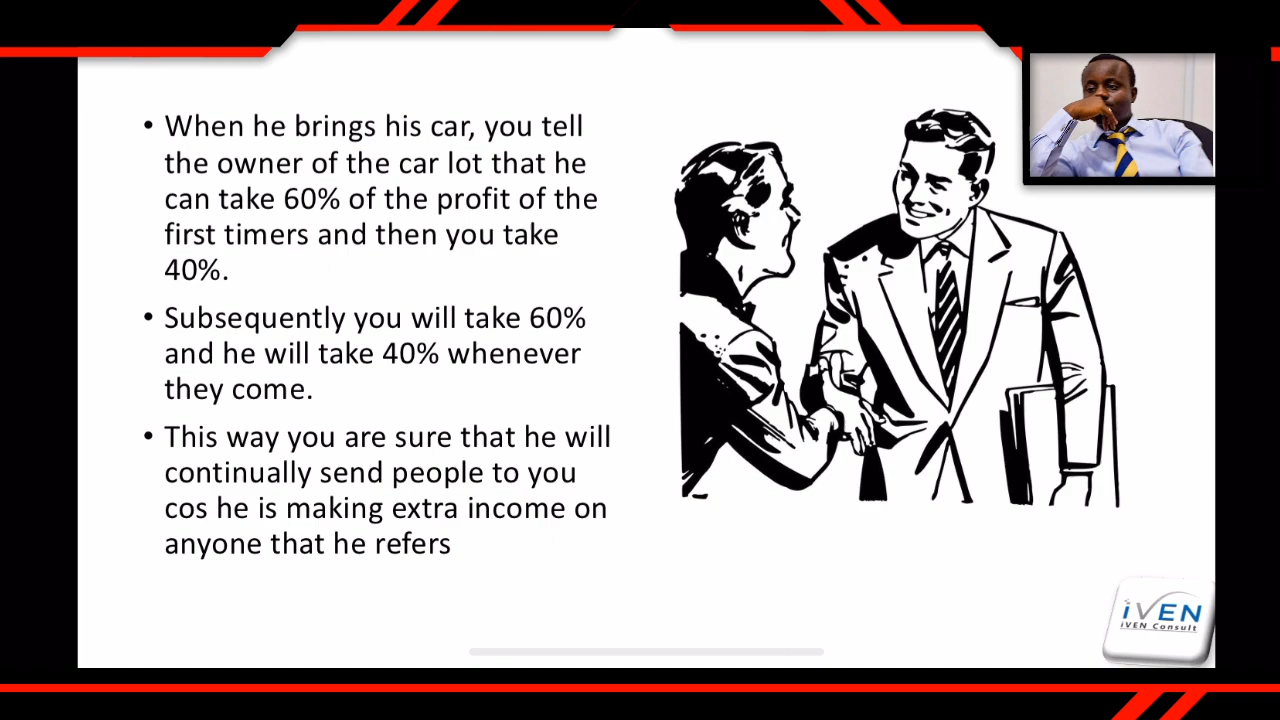 • When he brings his car, you tell
the owner of the car lot that he
can take 60% of the profit of the
first timers and then you take
40%.
• Subsequently you will take 60%
and he will take 40% whenever
they come.
• This way you are sure that he will
continually send people to you
cos he is making extra income on
anyone that he refers
iVEN
iVEN Consult